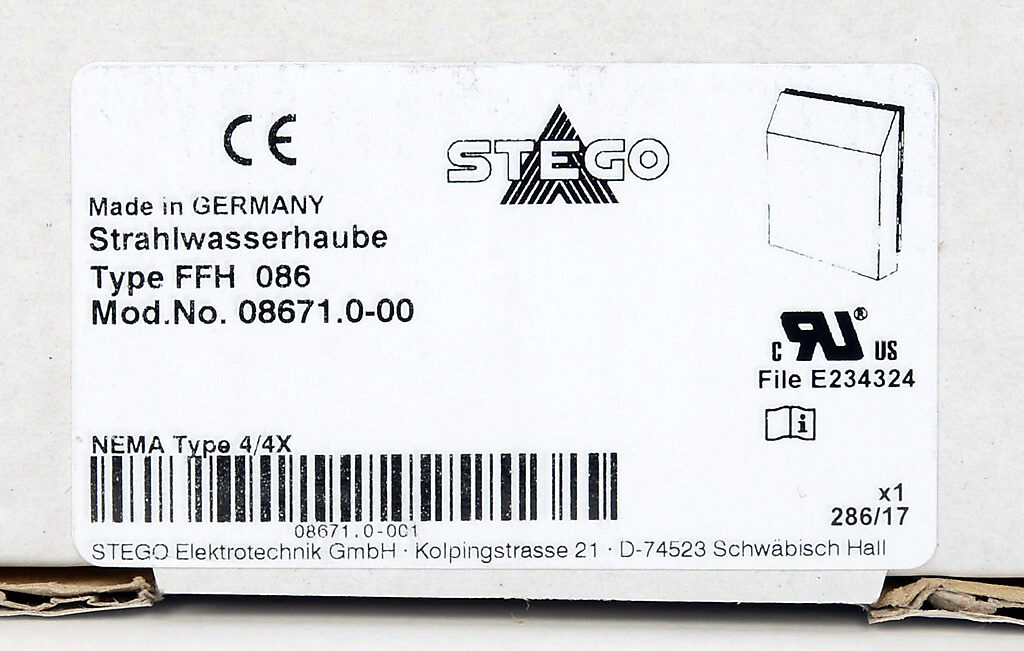 CE
STEGO
Made in GERMANY
Strahlwasserhaube
Type FFH 086
Mod.No. 08671.0-00
C RU® US
File E234324
i
NEMA Type 4/4X
x1
286/17
08671.0-001
STEGO Elektrotechnik GmbH · Kolpingstrasse 21 · D-74523 Schwäbisch Hall